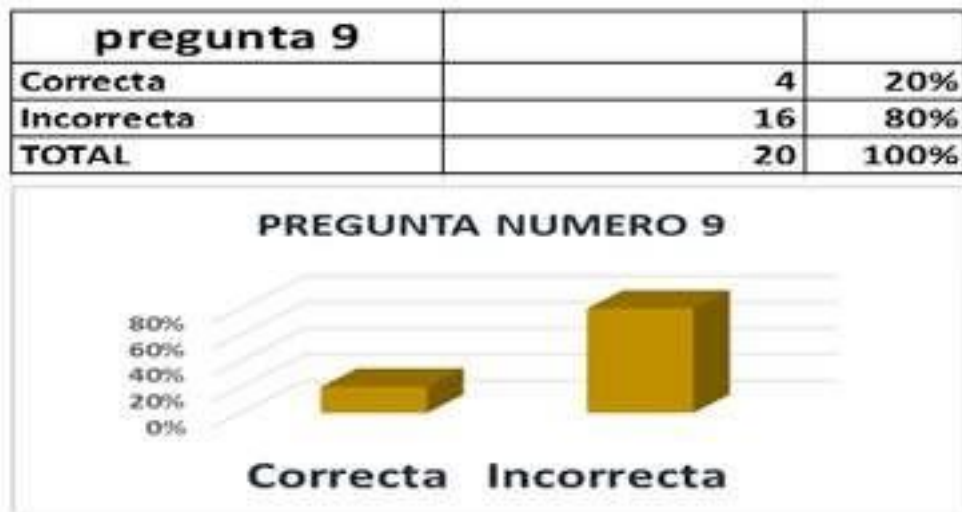 pregunta 9
Correcta 4 20%
Incorrecta 16 80%
TOTAL 20 100%
PREGUNTA NUMERO 9
80%
60%
40%
20%
0%
Correcta Incorrecta